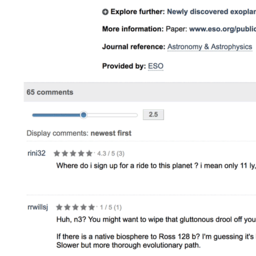 Explore further: Newly discovered exoplan
More information: Paper: www.eso.org/public
Journal reference: Astronomy & Astrophysics
Provided by: ESO
65 comments
2.5
Display comments: newest first
rini32 4.3 / 5 (3)
Where do i sign up for a ride to this planet ? i mean only 11 ly,
rrwillsj 1 / 5 (1)
Huh, n3? You might want to wipe that gluttonous drool off you
If there is a native biosphere to Ross 128 b? I'm guessing it's
Slower but more thorough evolutionary path.